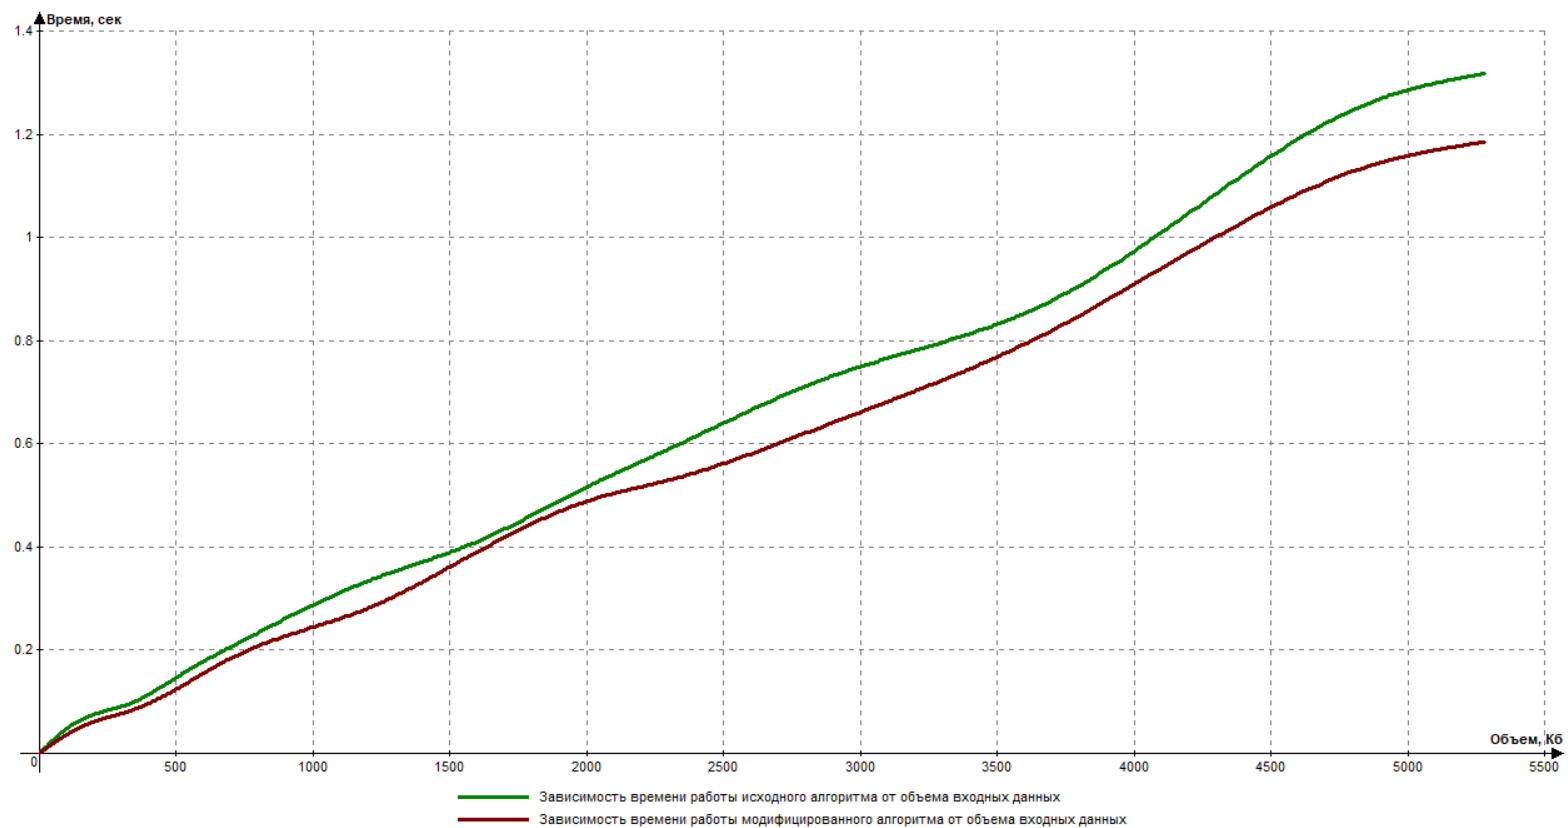 Время, сек
1.4
1.2
1
0.8
0.6
0.4
0.2
Объем, Кб
0 500 1000 1500 2000 2500 3000 3500 4000 4500 5000 5500
Зависимость времени работы исходного алгоритма от объема входных данных
Зависимость времени работы модифицированного алгоритма от объема входных данных